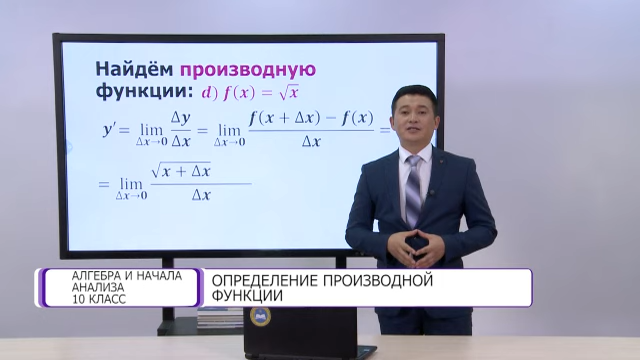 Найдём производную
функции: d) f(x) = √x
y′ = lim Δx→0 Δy/Δx = lim Δx→0 (f(x + Δx) − f(x))/Δx =
= lim Δx→0 √(x + Δx) / Δx
АЛГЕБРА И НАЧАЛА
АНАЛИЗА
10 КЛАСС
ОПРЕДЕЛЕНИЕ ПРОИЗВОДНОЙ
ФУНКЦИИ